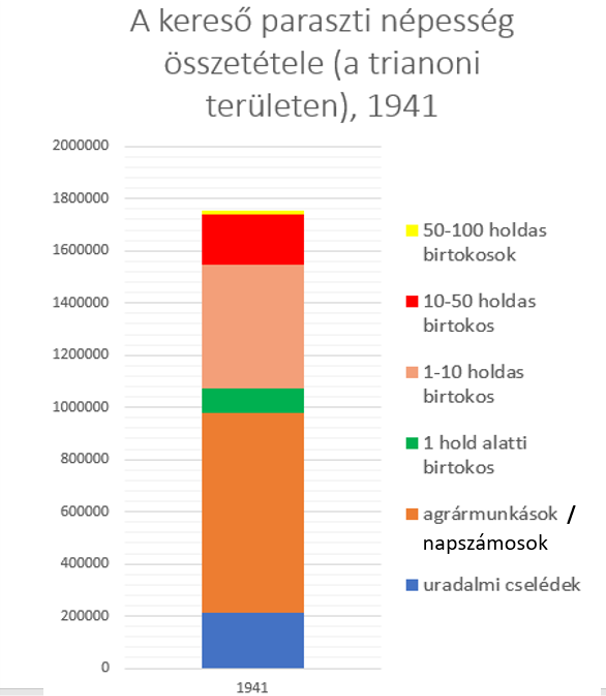 A kereső paraszti népesség
összetétele (a trianoni
területen), 1941
2000000
1800000
1600000
1400000
1200000
1000000
800000
600000
400000
200000
0
1941
50-100 holdas
birtokosok
10-50 holdas
birtokos
1-10 holdas
birtokos
1 hold alatti
birtokos
agrármunkások /
napszámosok
uradalmi cselédek